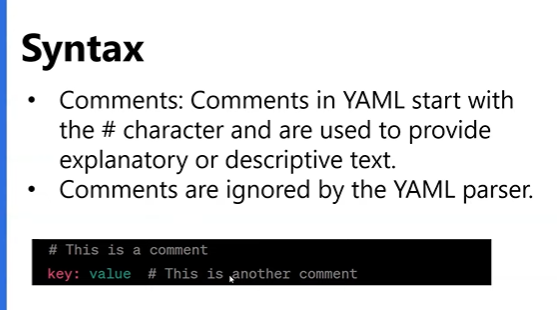 Syntax
• Comments: Comments in YAML start with
the # character and are used to provide
explanatory or descriptive text.
• Comments are ignored by the YAML parser.
# This is a comment
key: value  # This is another comment